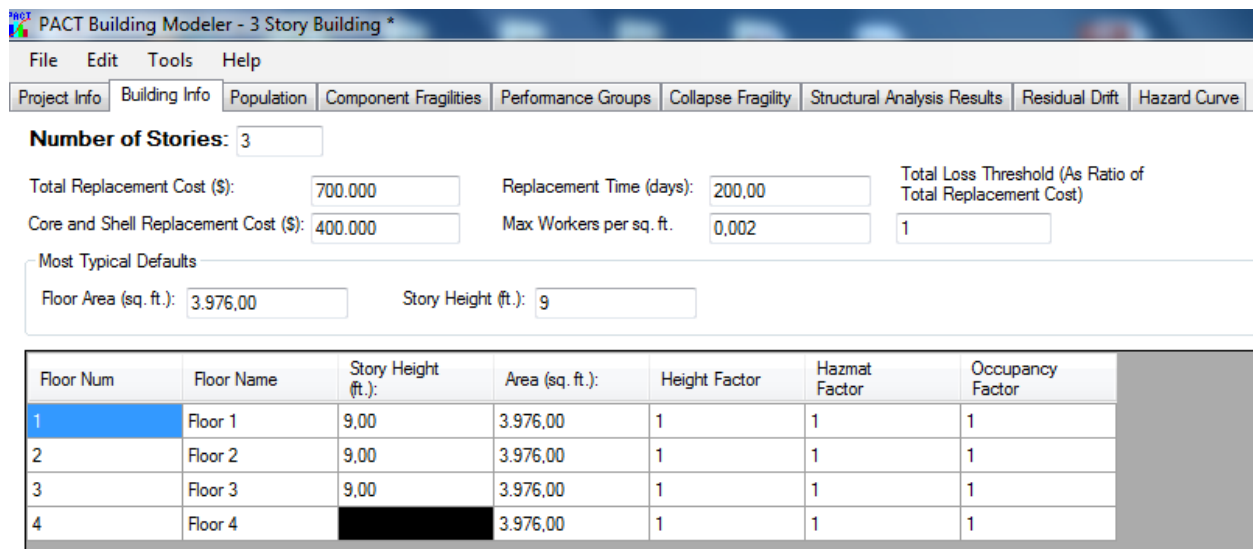 PACT PACT Building Modeler - 3 Story Building *
File Edit Tools Help
Project Info Building Info Population Component Fragilities Performance Groups Collapse Fragility Structural Analysis Results Residual Drift Hazard Curve
Number of Stories: 3
Total Replacement Cost ($): 700.000 Replacement Time (days): 200,00 Total Loss Threshold (As Ratio of
Total Replacement Cost)
Core and Shell Replacement Cost ($): 400.000 Max Workers per sq. ft. 0,002 1
Most Typical Defaults
Floor Area (sq. ft.): 3.976,00 Story Height (ft.): 9
Floor Num Floor Name Story Height (ft.): Area (sq. ft.): Height Factor Hazmat Factor Occupancy Factor
1 Floor 1 9,00 3.976,00 1 1 1
2 Floor 2 9,00 3.976,00 1 1 1
3 Floor 3 9,00 3.976,00 1 1 1
4 Floor 4 3.976,00 1 1 1